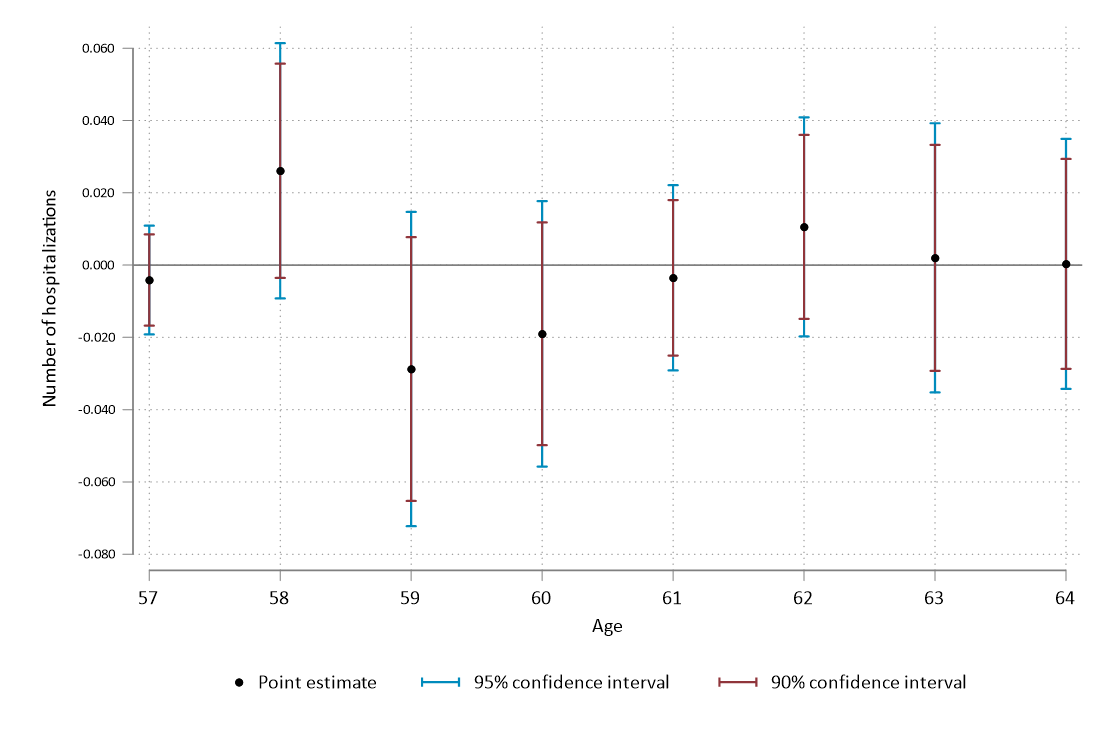 Number of hospitalizations
0.060
0.040
0.020
0.000
-0.020
-0.040
-0.060
-0.080
57 58 59 60 61 62 63 64
Age
Point estimate 95% confidence interval 90% confidence interval